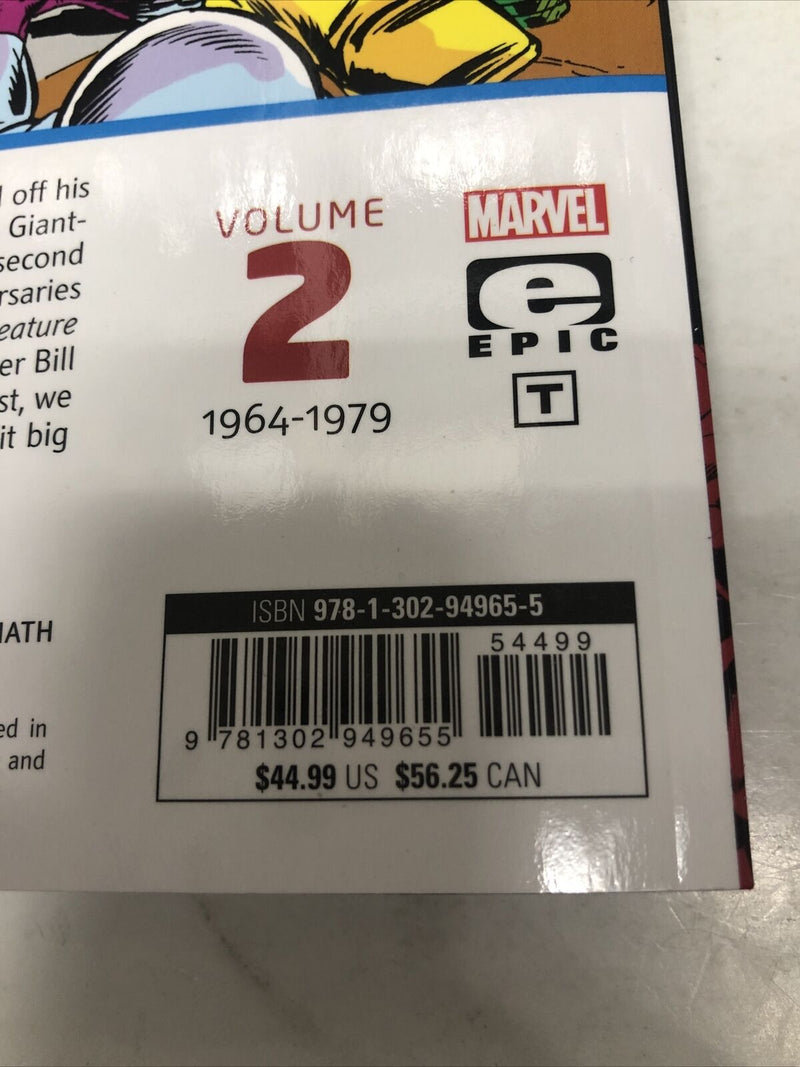 off his
Giant-
second
rsaries
eature
er Bill
st, we
it big
IATH
ed in
and
VOLUME
2
1964-1979
MARVEL
e
EPIC
T
ISBN 978-1-302-94965-5
54499
9 781302 949655
$44.99 US $56.25 CAN